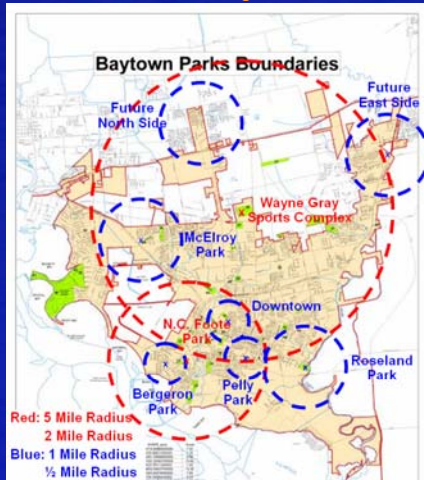 Baytown Parks Boundaries
Future
North Side
Future
East Side
Wayne Gray
Sports Complex
McElroy
Park
Downtown
N.C. Foote
Park
Roseland
Park
Pelly
Park
Bergeron
Park
Red: 5 Mile Radius
2 Mile Radius
Blue: 1 Mile Radius
½ Mile Radius